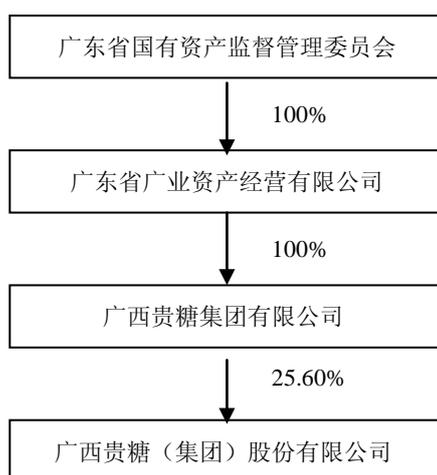 广东省国有资产监督管理委员会
100%
广东省广业资产经营有限公司
100%
广西贵糖集团有限公司
25.60%
广西贵糖（集团）股份有限公司